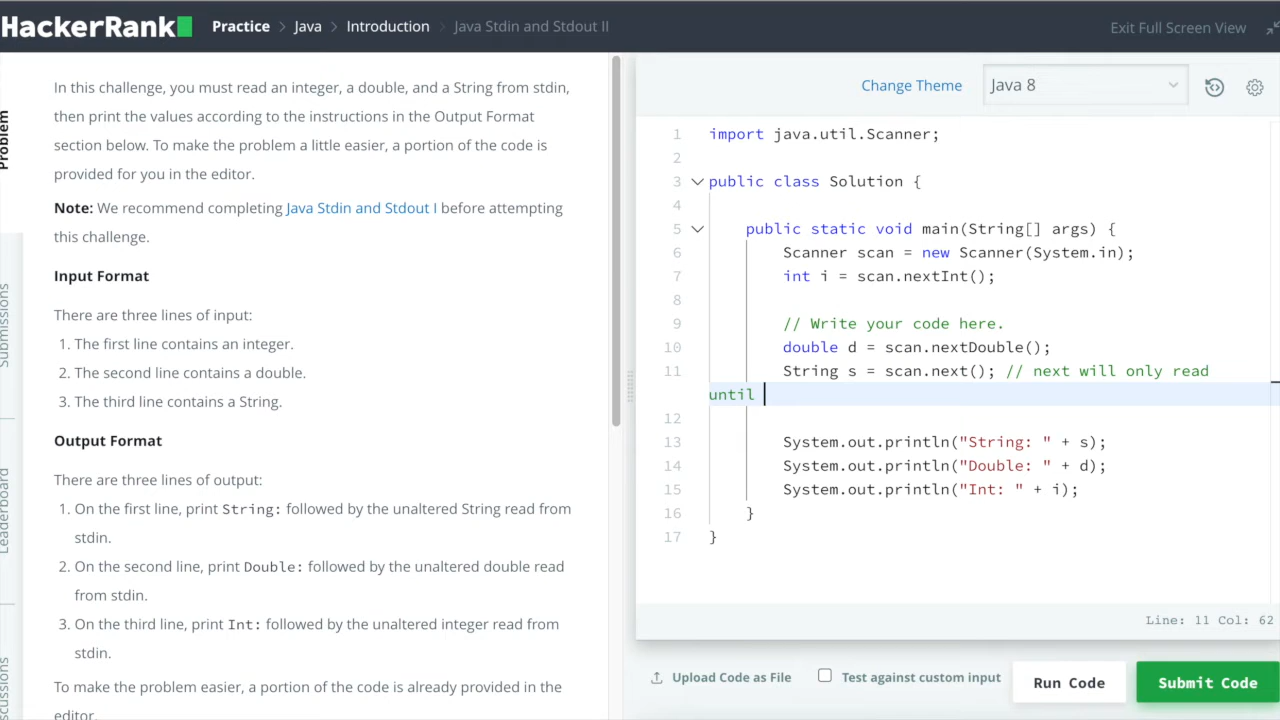 HackerRank Practice > Java > Introduction > Java Stdin and Stdout II Exit Full Screen View
Problem
Submissions
Leaderboard
In this challenge, you must read an integer, a double, and a String from stdin,
then print the values according to the instructions in the Output Format
section below. To make the problem a little easier, a portion of the code is
provided for you in the editor.
Note: We recommend completing Java Stdin and Stdout I before attempting
this challenge.
Input Format
There are three lines of input:
1. The first line contains an integer.
2. The second line contains a double.
3. The third line contains a String.
Output Format
There are three lines of output:
1. On the first line, print String: followed by the unaltered String read from
stdin.
2. On the second line, print Double: followed by the unaltered double read
from stdin.
3. On the third line, print Int: followed by the unaltered integer read from
stdin.
To make the problem easier, a portion of the code is already provided in the
editor.
Change Theme Java 8
1 import java.util.Scanner;
2
3 public class Solution {
4
5 public static void main(String[] args) {
6 Scanner scan = new Scanner(System.in);
7 int i = scan.nextInt();
8
9 // Write your code here.
10 double d = scan.nextDouble();
11 String s = scan.next(); // next will only read
until
12
13 System.out.println("String: " + s);
14 System.out.println("Double: " + d);
15 System.out.println("Int: " + i);
16 }
17 }
Line: 11 Col: 62
Upload Code as File Test against custom input Run Code Submit Code